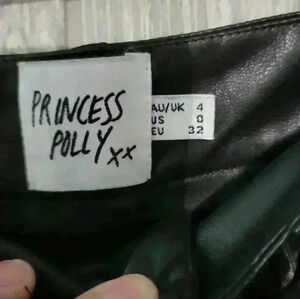 PRINCESS
POLLY xx
AU/UK 4
US 0
EU 32